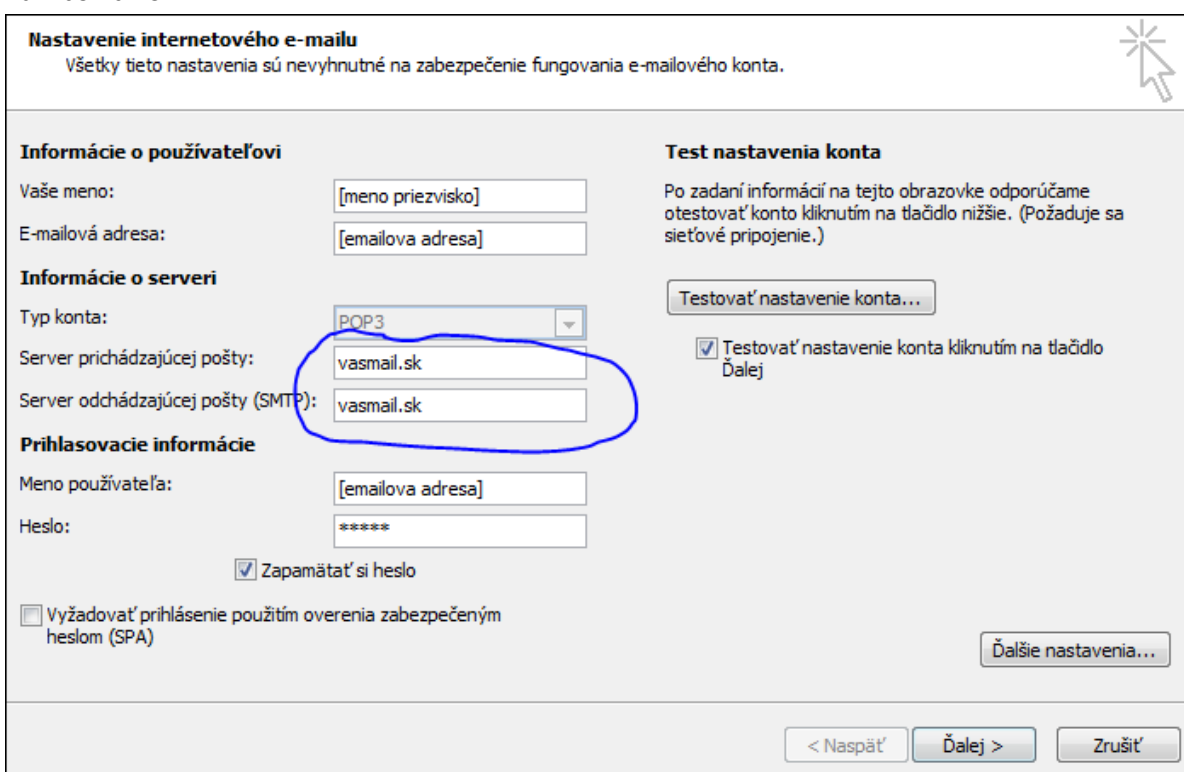 Nastavenie internetového e-mailu
Všetky tieto nastavenia sú nevyhnutné na zabezpečenie fungovania e-mailového konta.
Informácie o používateľovi
Vaše meno: [meno priezvisko]
E-mailová adresa: [emailova adresa]
Informácie o serveri
Typ konta: POP3
Server prichádzajúcej pošty: vasmail.sk
Server odchádzajúcej pošty (SMTP): vasmail.sk
Prihlasovacie informácie
Meno používateľa: [emailova adresa]
Heslo: *****
Zapamätať si heslo
Vyžadovať prihlásenie použitím overenia zabezpečeným
heslom (SPA)
Test nastavenia konta
Po zadaní informácií na tejto obrazovke odporúčame
otestovať konto kliknutím na tlačidlo nižšie. (Požaduje sa
sieťové pripojenie.)
Testovať nastavenie konta...
Testovať nastavenie konta kliknutím na tlačidlo
Ďalej
Ďalšie nastavenia...
< Naspäť
Ďalej >
Zrušiť